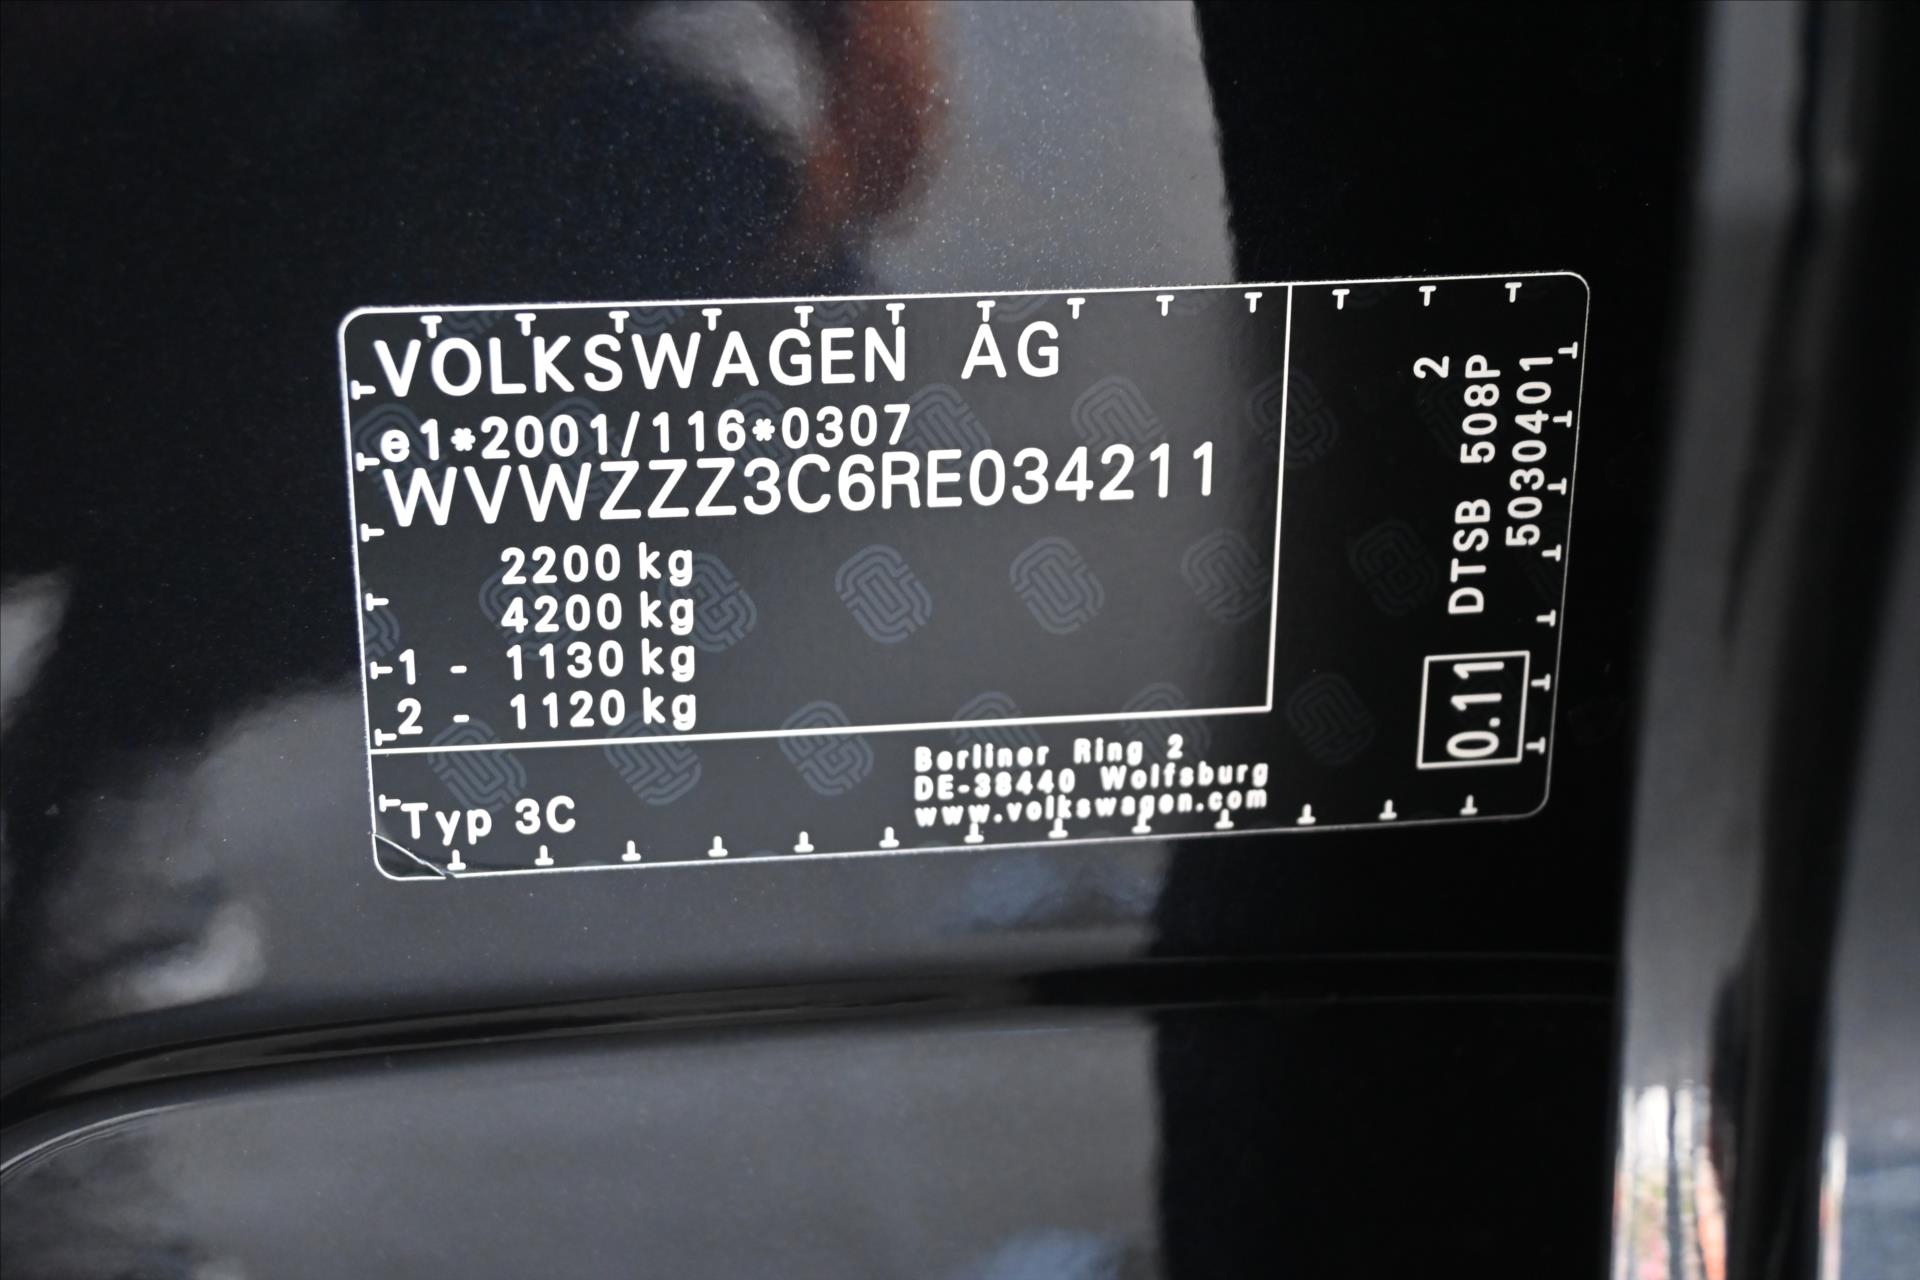 VOLKSWAGEN AG
e1*2001/116*0307
WVWZZZ3C6RE034211
2200 kg
4200 kg
1 - 1130 kg
2 - 1120 kg
Typ 3C
Berliner Ring 2
DE-38440 Wolfsburg
www.volkswagen.com
2
0.11 DTSB 508P
5030401